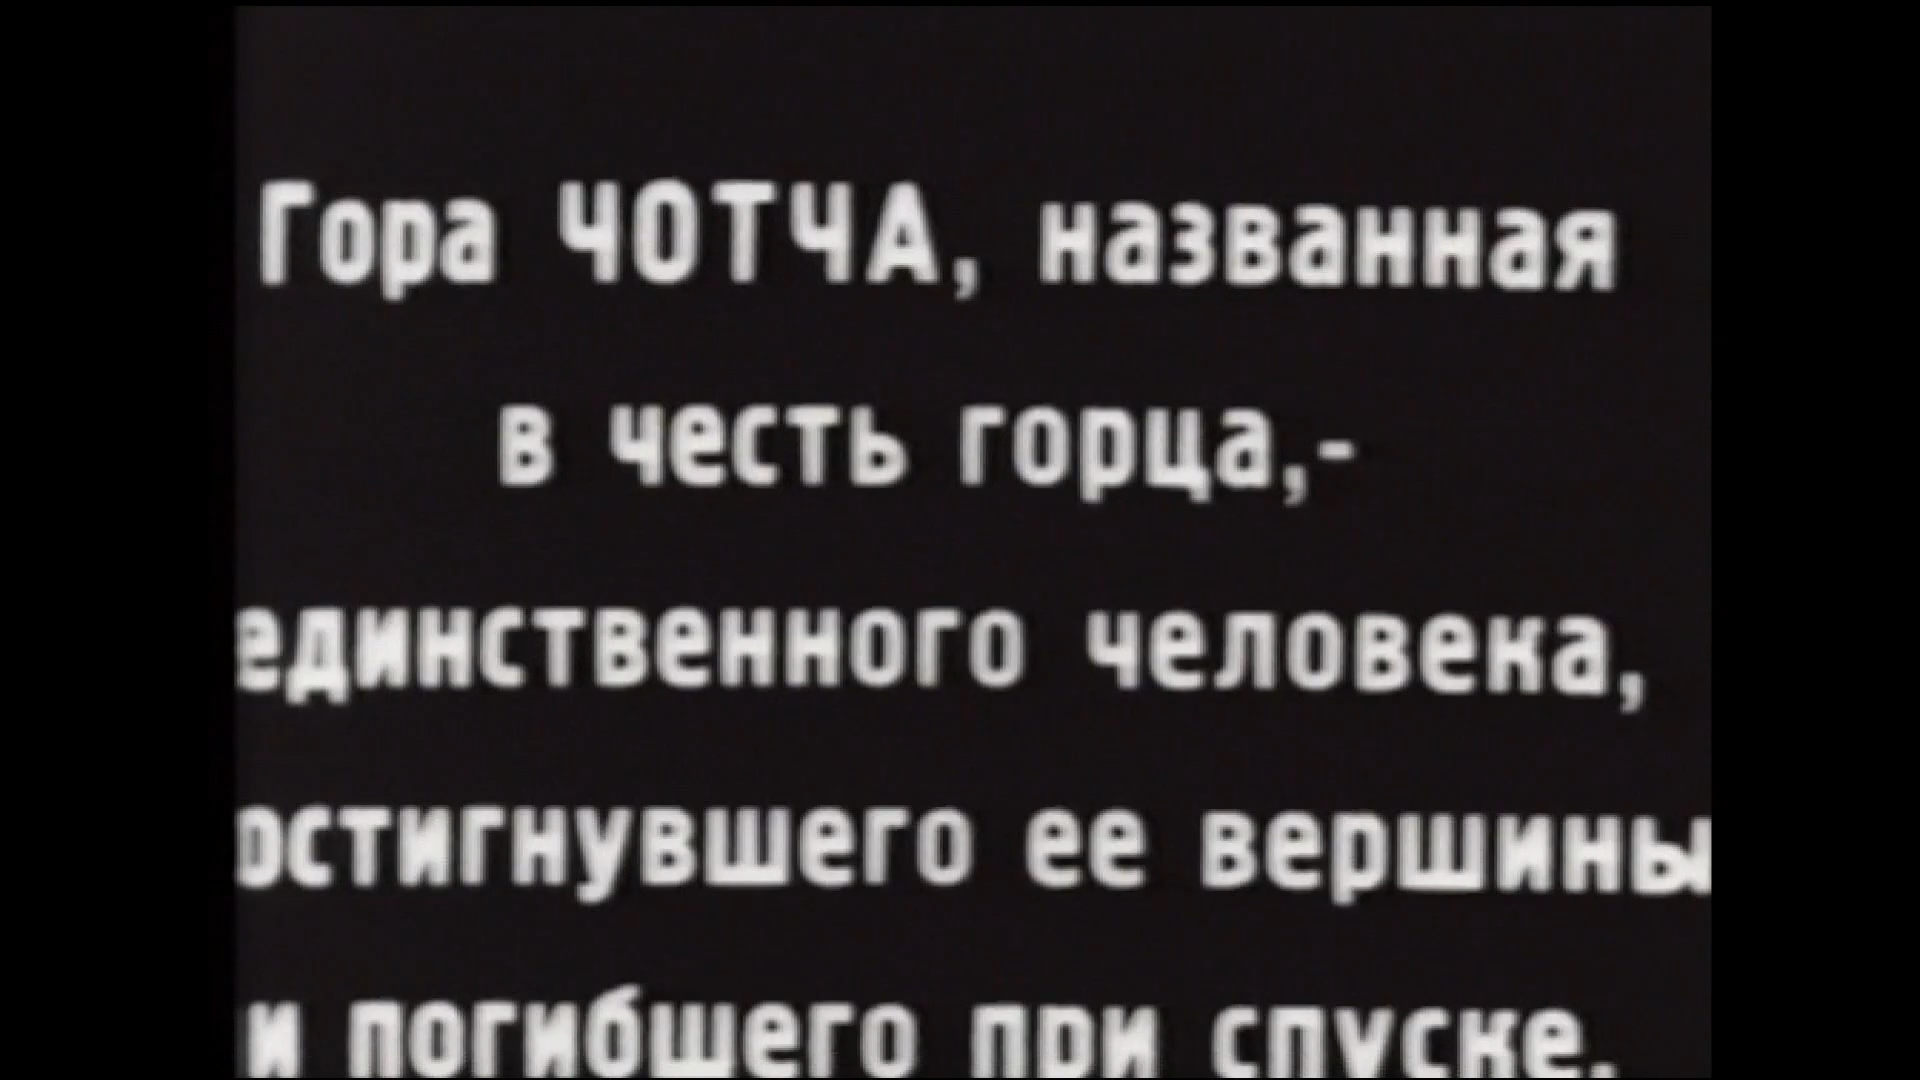 Гора ЧОТЧА, названная
в честь горца,-
единственного человека,
остигнувшего ее вершины
и погибшего при спуске.